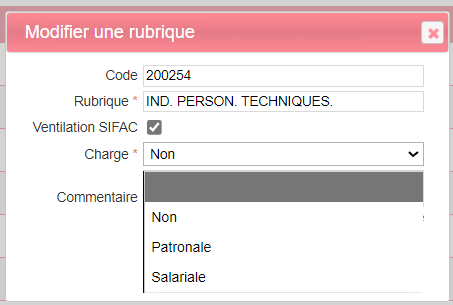 Modifier une rubrique
Code 200254
Rubrique * IND. PERSON. TECHNIQUES.
Ventilation SIFAC
Charge * Non
Commentaire
Non
Patronale
Salariale